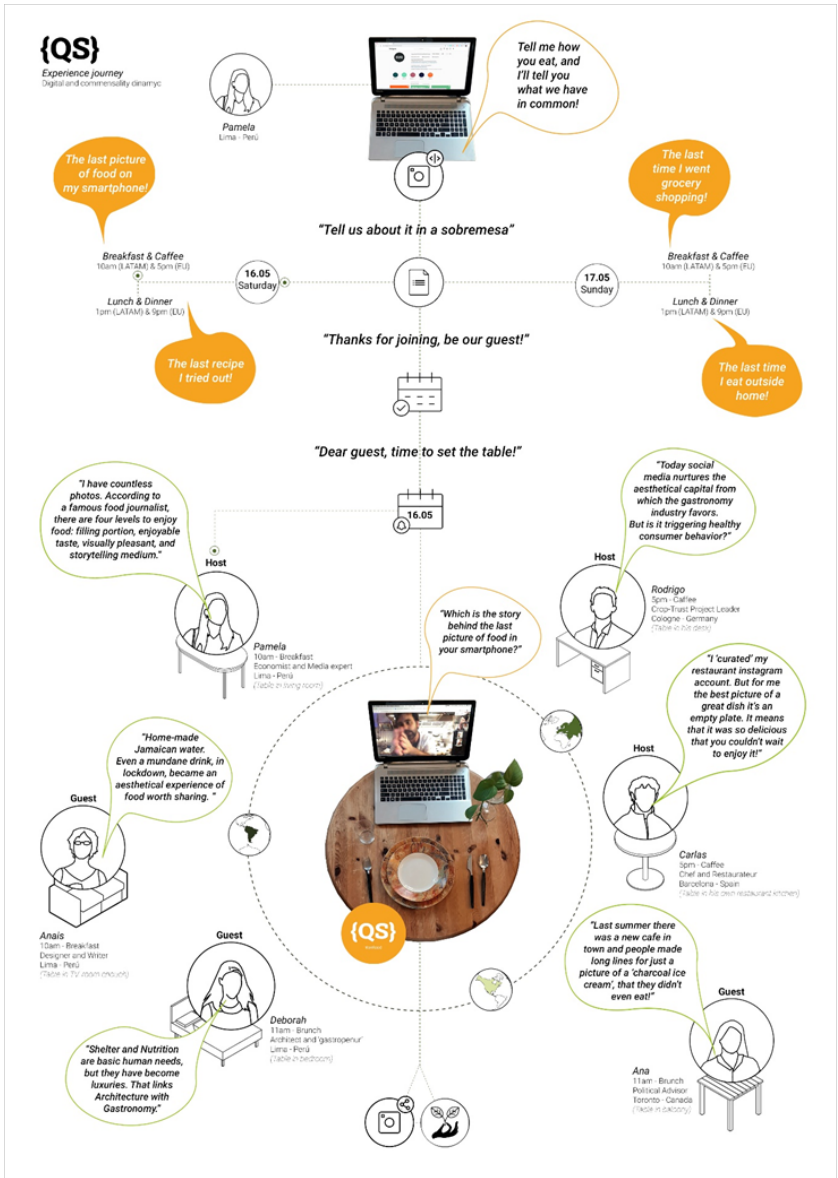 {QS}
Experience journey
Digital and commensality dinamyc
Pamela
Lima - Perú
Tell me how
you eat, and
I'll tell you
what we have
in common!
The last picture
of food on
my smartphone!
The last
time I went
grocery
shopping!
"Tell us about it in a sobremesa"
Breakfast & Caffee
10am (LATAM) & 5pm (EU)
16.05
Saturday
Lunch & Dinner
1pm (LATAM) & 9pm (EU)
17.05
Sunday
Breakfast & Caffee
10am (LATAM) & 5pm (EU)
Lunch & Dinner
1pm (LATAM) & 9pm (EU)
The last recipe
I tried out!
"Thanks for joining, be our guest!"
The last time
I eat outside
home!
"Dear guest, time to set the table!"
16.05
"I have countless
photos. According to
a famous food journalist,
there are four levels to enjoy
food: filling portion, enjoyable
taste, visually pleasant, and
storytelling medium."
Host
Pamela
10am - Breakfast
Economist and Media expert
Lima - Perú
(Table in living room)
"Today social
media nurtures the
aesthetical capital from
which the gastronomy
industry favors.
But is it triggering healthy
consumer behavior?"
Host
Rodrigo
5pm - Caffee
Crop-Trust Project Leader
Cologne - Germany
"Which is the story
behind the last
picture of food in
your smartphone?"
"I 'curated' my
restaurant instagram
account. But for me
the best picture of a
great dish it's an
empty plate. It means
that it was so delicious
that you couldn't wait
to enjoy it!"
Host
Carlas
5pm - Caffee
Chef and Restaurateur
Barcelona - Spain
(Table in his own restaurant kitchen)
"Home-made
Jamaican water.
Even a mundane drink, in
lockdown, became an
aesthetical experience of
food worth sharing. "
Guest
Anais
10am - Breakfast
Designer and Writer
Lima - Perú
{QS}
Guest
Deborah
11am - Brunch
Architect and 'gastropenur'
Lima - Perú
(Table in bedroom)
"Shelter and Nutrition
are basic human needs,
but they have become
luxuries. That links
Architecture with
Gastronomy."
"Last summer there
was a new cafe in
town and people made
long lines for just a
picture of a 'charcoal ice
cream', that they didn't
even eat!"
Guest
Ana
11am - Brunch
Political Advisor
Toronto - Canada
(Table in balcony)